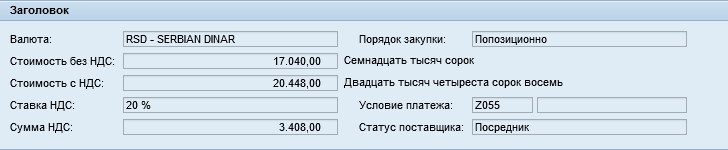 Заголовок
Валюта: RSD - SERBIAN DINAR Порядок закупки: Попозиционно
Стоимость без НДС: 17.040,00 Семнадцать тысяч сорок
Стоимость с НДС: 20.448,00 Двадцать тысяч четыреста сорок восемь
Ставка НДС: 20 % Условие платежа: Z055
Сумма НДС: 3.408,00 Статус поставщика: Посредник